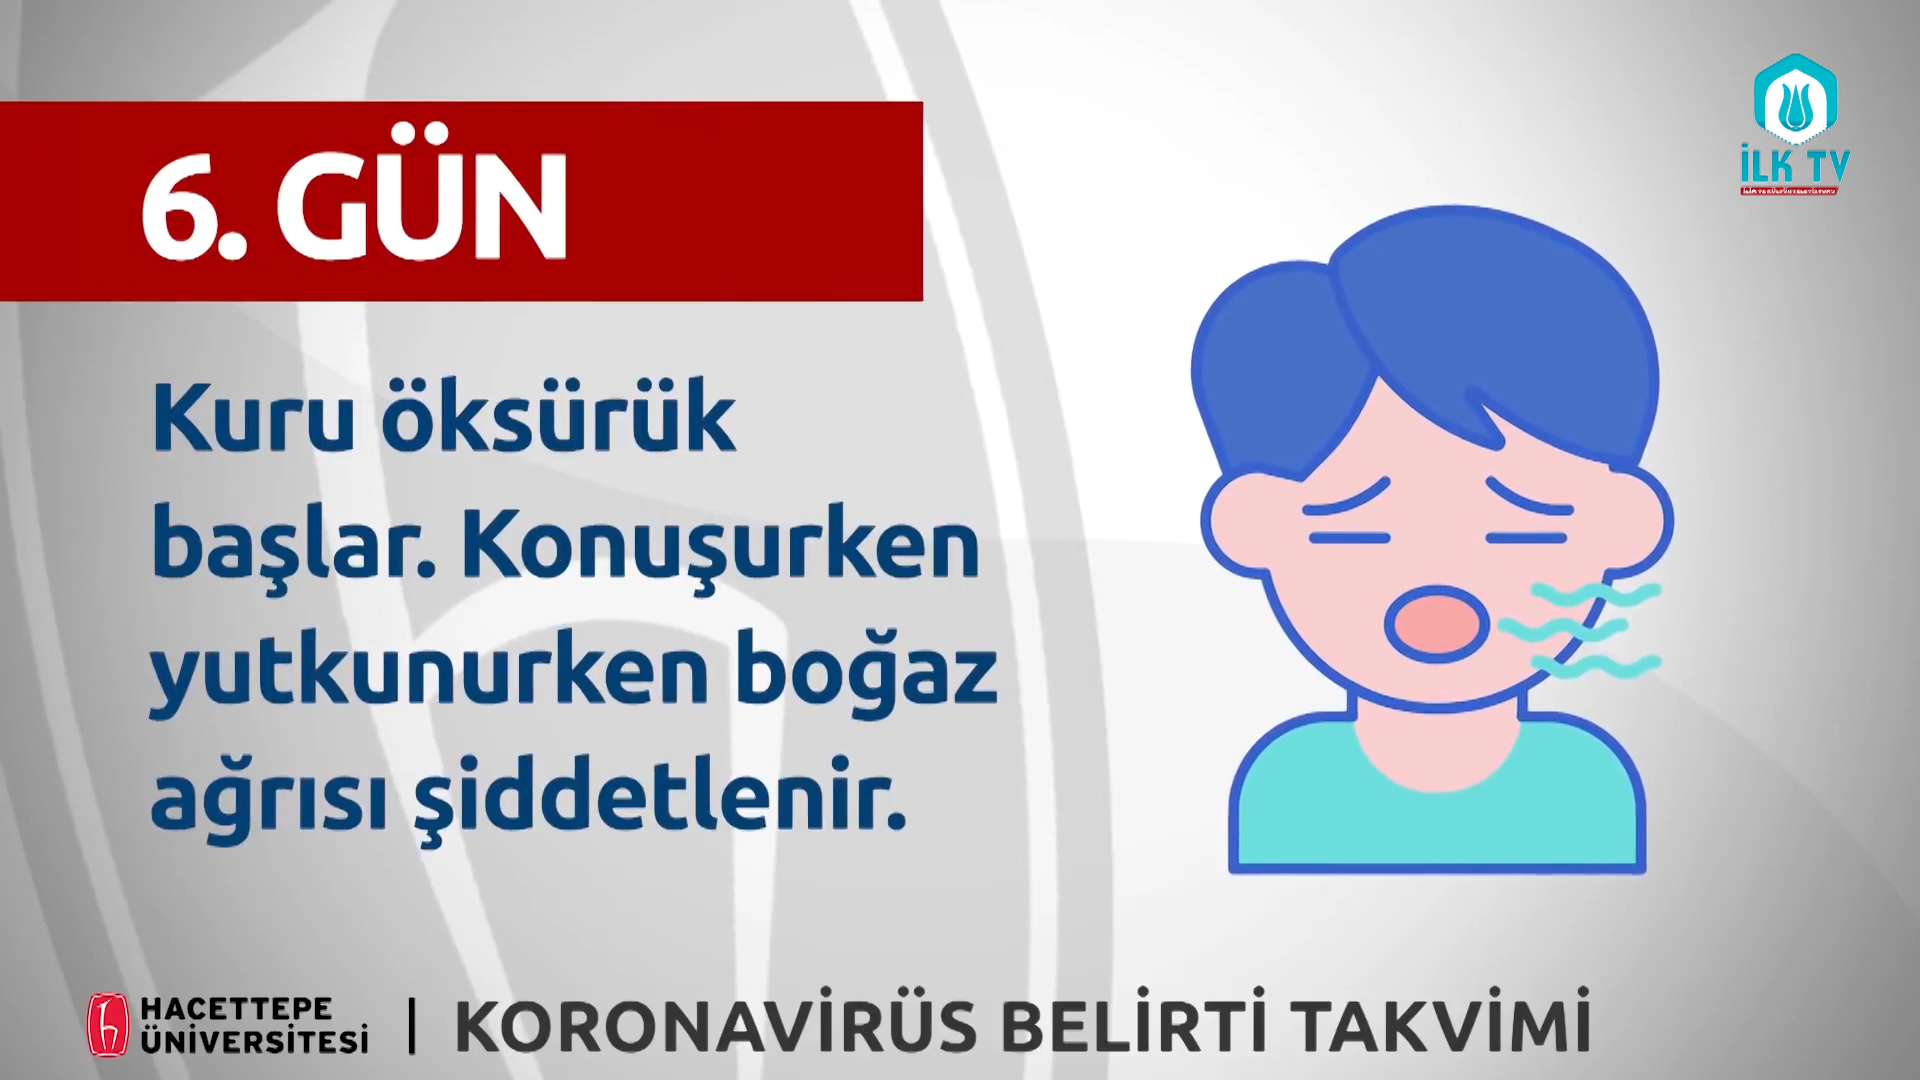 İLK TV
6. GÜN
Kuru öksürük
başlar. Konuşurken
yutkunurken boğaz
ağrısı şiddetlenir.
HACETTEPE
ÜNİVERSİTESİ
KORONAVİRÜS BELİRTİ TAKVİMİ